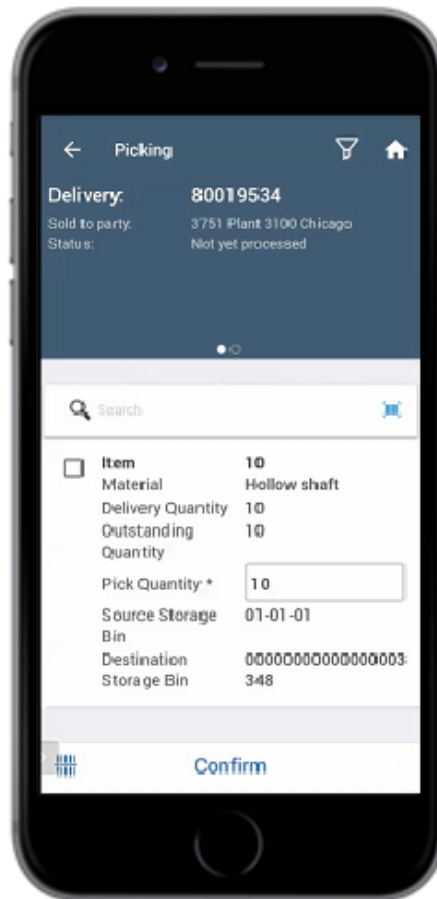 Picking
Delivery: 80019534
Sold to party: 3751 Plant 3100 Chicago
Status: Not yet processed
Search
Item 10
Material Hollow shaft
Delivery Quantity 10
Outstanding 10
Quantity
Pick Quantity * 10
Source Storage 01-01-01
Bin
Destination
Storage Bin 348
Confirm